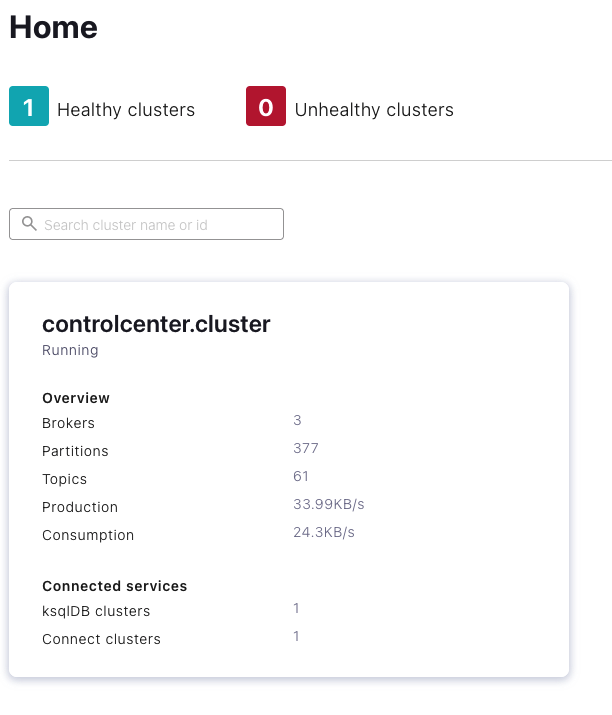 Home
1 Healthy clusters 0 Unhealthy clusters
Search cluster name or id
controlcenter.cluster
Running
Overview
Brokers 3
Partitions 377
Topics 61
Production 33.99KB/s
Consumption 24.3KB/s
Connected services
ksqlDB clusters 1
Connect clusters 1